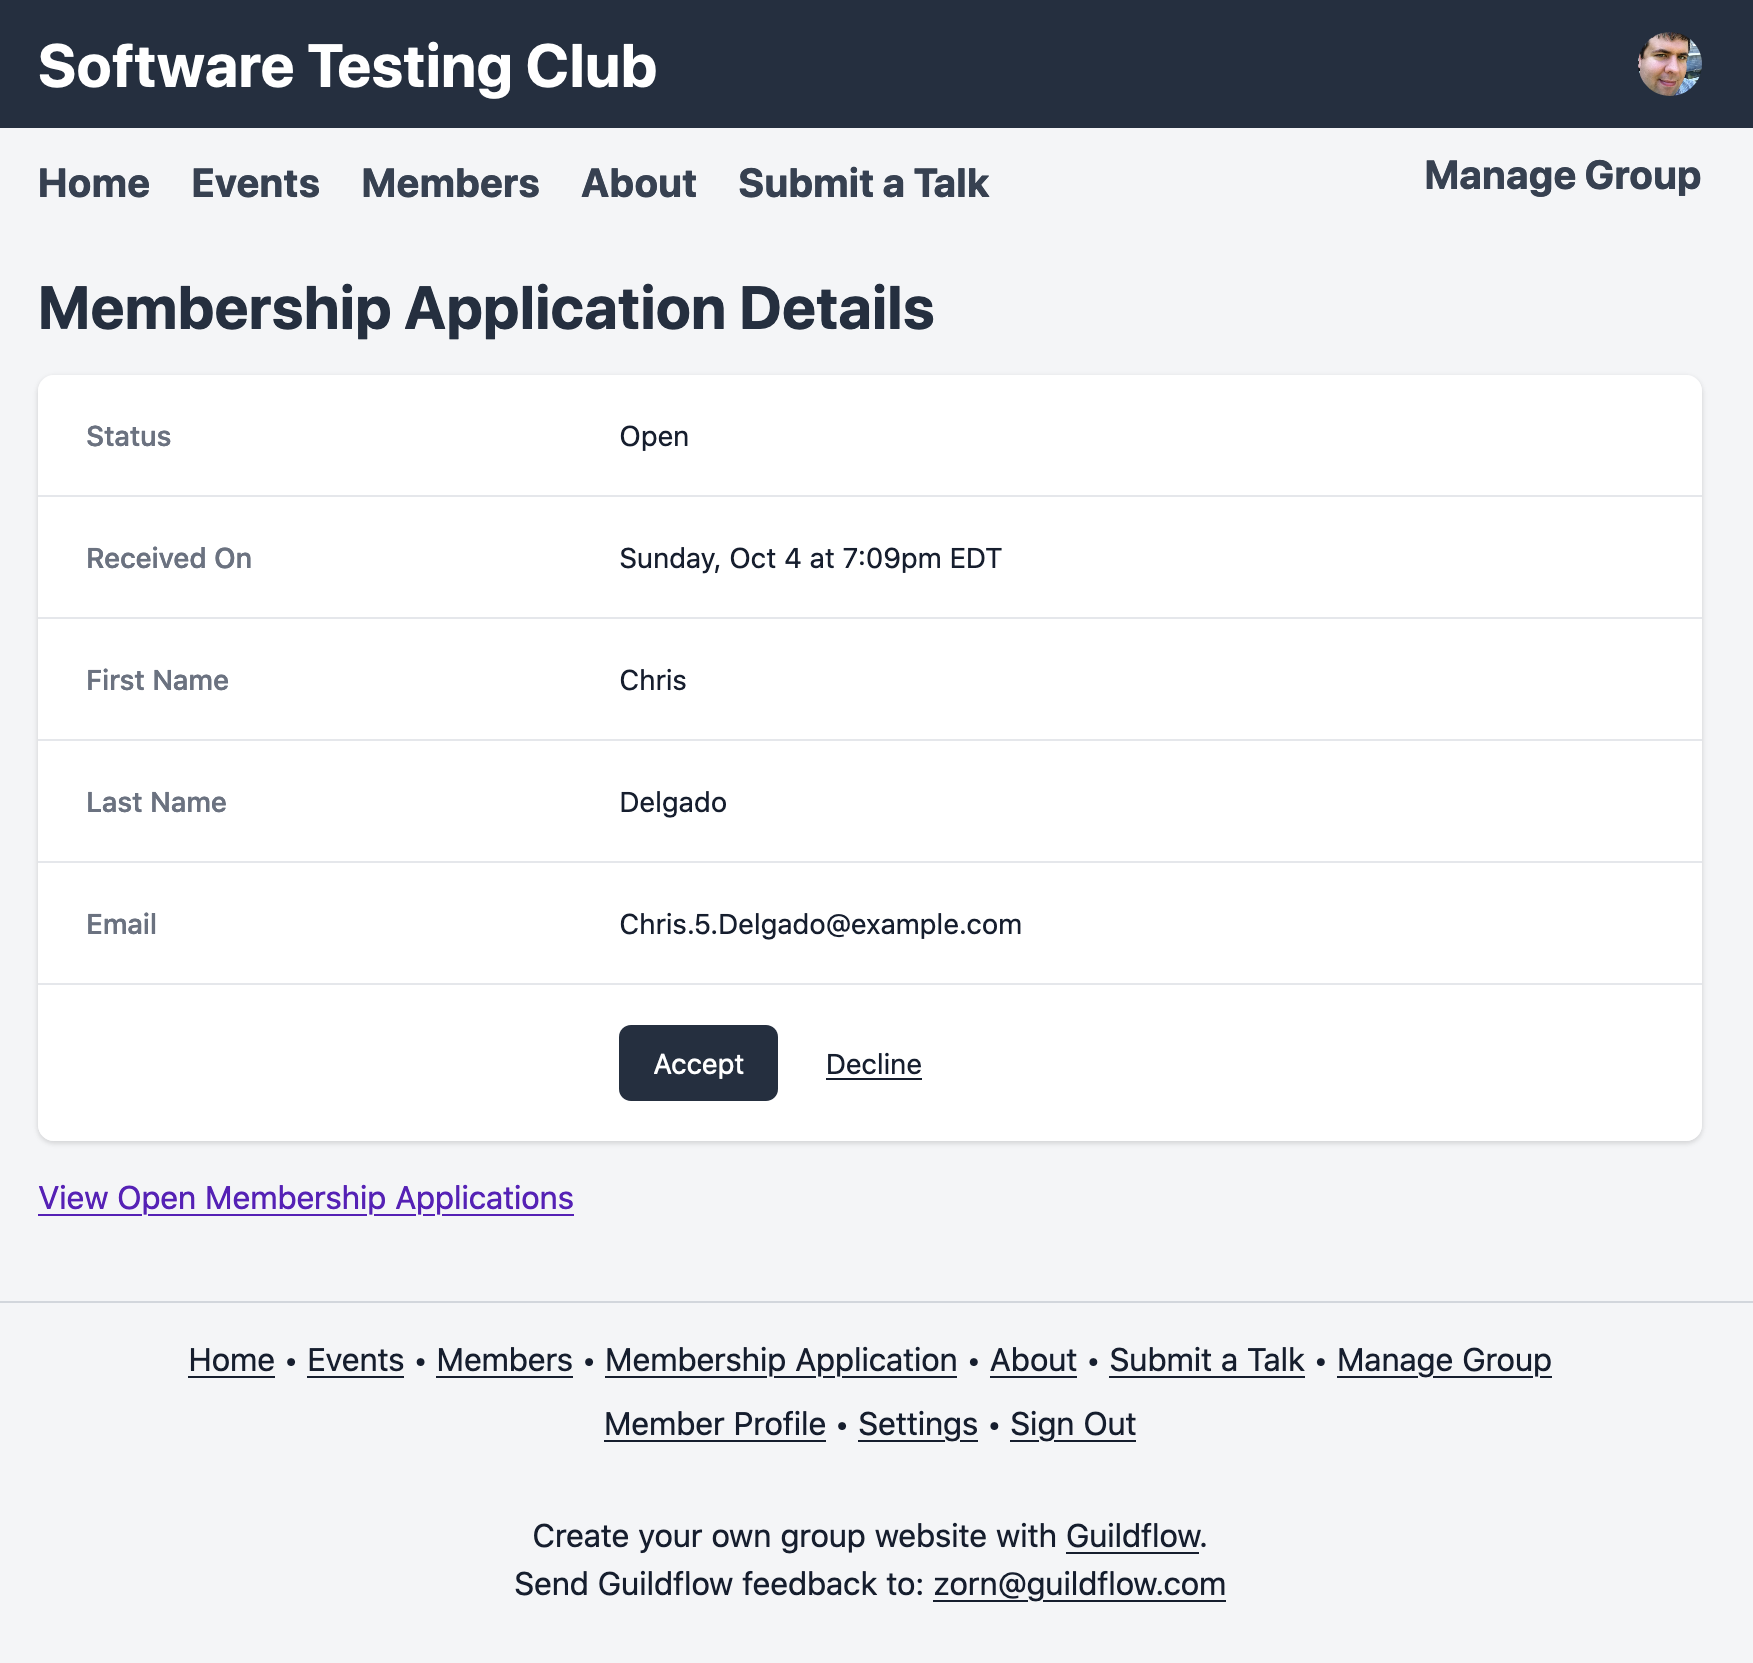 Software Testing Club
Home Events Members About Submit a Talk Manage Group
Membership Application Details
Status Open
Received On Sunday, Oct 4 at 7:09pm EDT
First Name Chris
Last Name Delgado
Email Chris.5.Delgado@example.com
Accept Decline
View Open Membership Applications
Home • Events • Members • Membership Application • About • Submit a Talk • Manage Group
Member Profile • Settings • Sign Out
Create your own group website with Guildflow.
Send Guildflow feedback to: zorn@guildflow.com